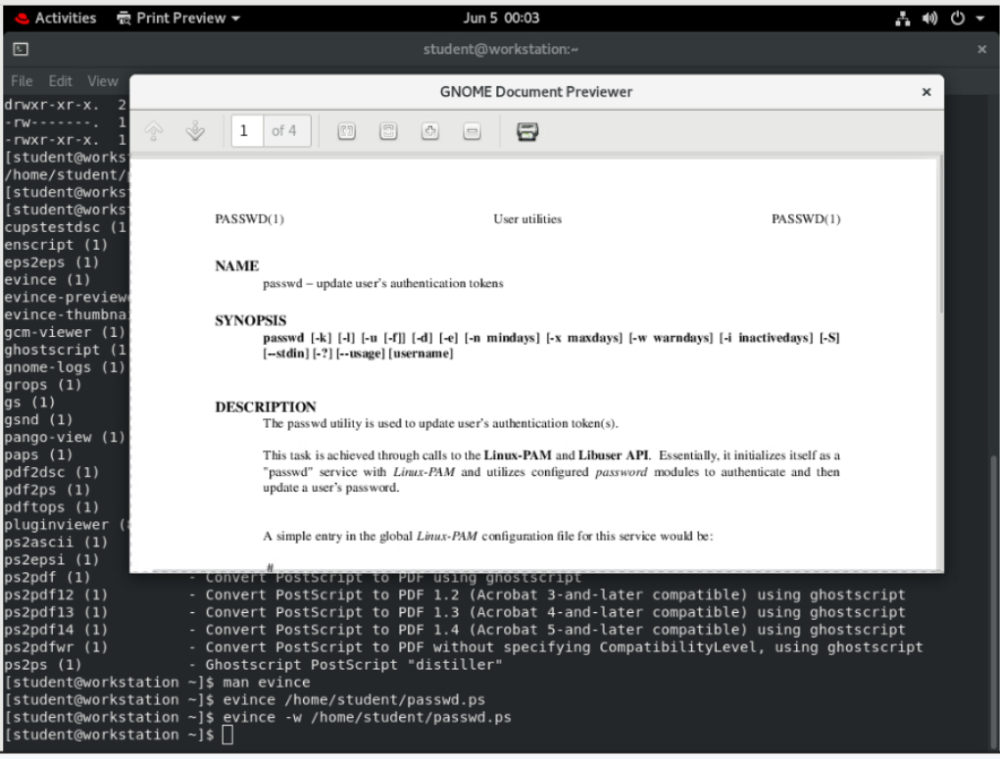 Activities Print Preview Jun 5 00:03
student@workstation:~
File Edit View
GNOME Document Previewer
1 of 4
drwxr-xr-x. 2
-rw-------. 1
-rwxr-xr-x. 1
[student@works
/home/student/
[student@works
[student@works
cupstestdsc (1
enscript (1)
eps2eps (1)
evince (1)
evince-preview
evince-thumbna
gcm-viewer (1)
ghostscript (1
gnome-logs (1)
grops (1)
gs (1)
gsnd (1)
pango-view (1)
paps (1)
pdf2dsc (1)
pdf2ps (1)
pdftops (1)
pluginviewer (
ps2ascii (1)
ps2epsi (1)
PASSWD(1) User utilities PASSWD(1)
NAME
passwd – update user's authentication tokens
SYNOPSIS
passwd [-k] [-l] [-u [-f]] [-d] [-e] [-n mindays] [-x maxdays] [-w warndays] [-i inactivedays] [-S]
[--stdin] [-?] [--usage] [username]
DESCRIPTION
The passwd utility is used to update user's authentication token(s).
This task is achieved through calls to the Linux-PAM and Libuser API. Essentially, it initializes itself as a
"passwd" service with Linux-PAM and utilizes configured password modules to authenticate and then
update a user's password.
A simple entry in the global Linux-PAM configuration file for this service would be:
#
ps2pdf (1) - Convert PostScript to PDF using ghostscript
ps2pdf12 (1) - Convert PostScript to PDF 1.2 (Acrobat 3-and-later compatible) using ghostscript
ps2pdf13 (1) - Convert PostScript to PDF 1.3 (Acrobat 4-and-later compatible) using ghostscript
ps2pdf14 (1) - Convert PostScript to PDF 1.4 (Acrobat 5-and-later compatible) using ghostscript
ps2pdfwr (1) - Convert PostScript to PDF without specifying CompatibilityLevel, using ghostscript
ps2ps (1) - Ghostscript PostScript "distiller"
[student@workstation ~]$ man evince
[student@workstation ~]$ evince /home/student/passwd.ps
[student@workstation ~]$ evince -w /home/student/passwd.ps
[student@workstation ~]$